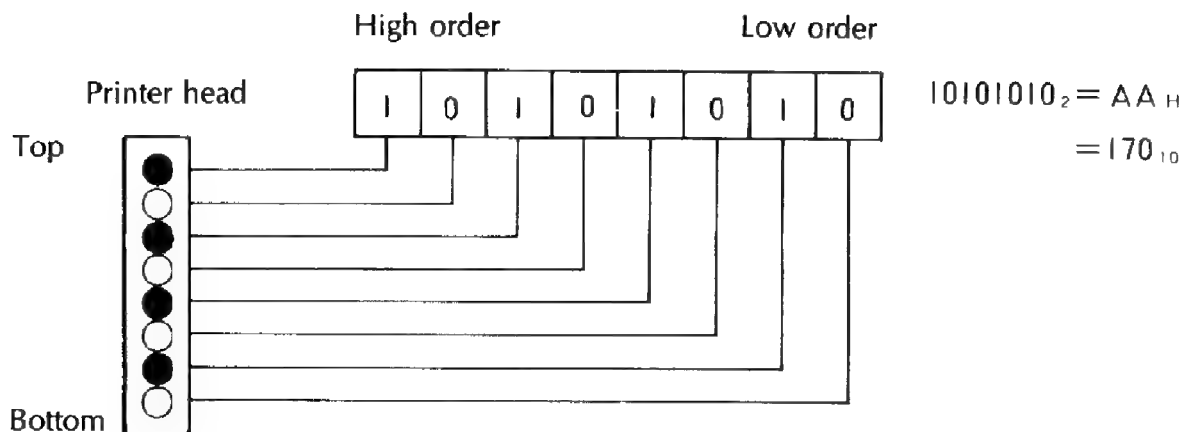 High order Low order
Printer head
1 0 1 0 1 0 1 0
10101010₂ = AA H
= 170₁₀
Top
Bottom